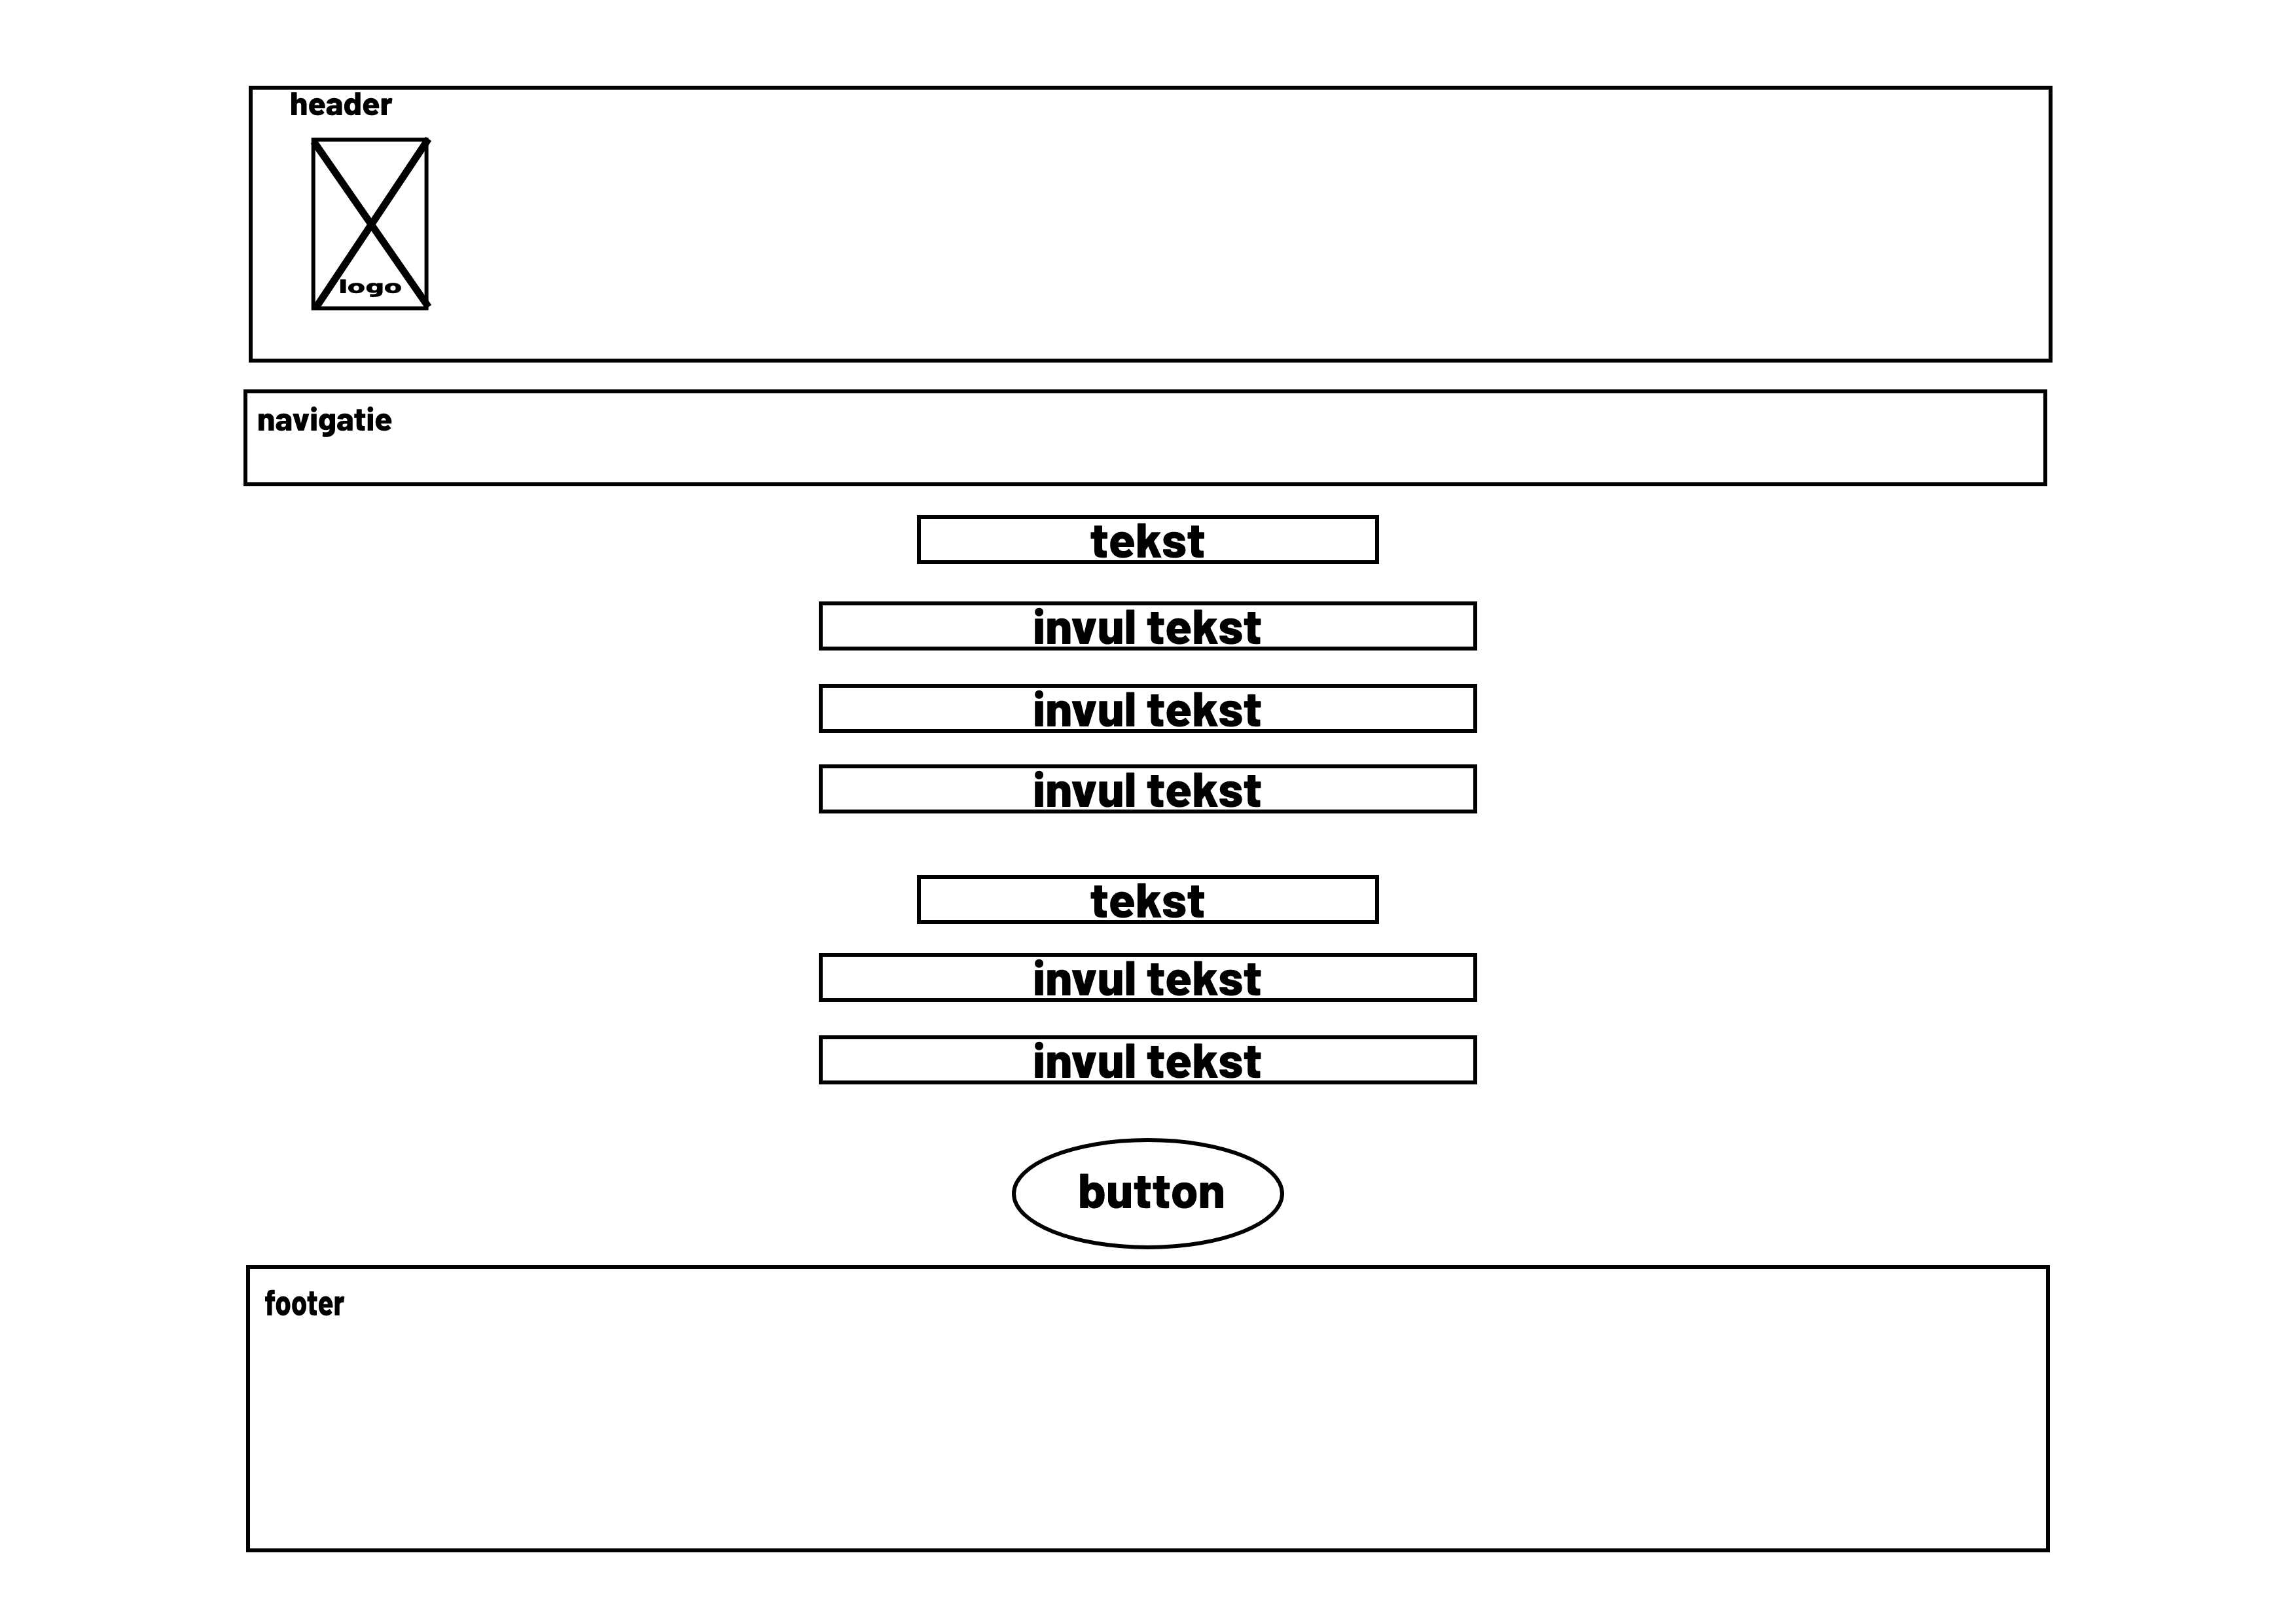 header
logo
navigatie
tekst
invul tekst
invul tekst
invul tekst
tekst
invul tekst
invul tekst
button
footer